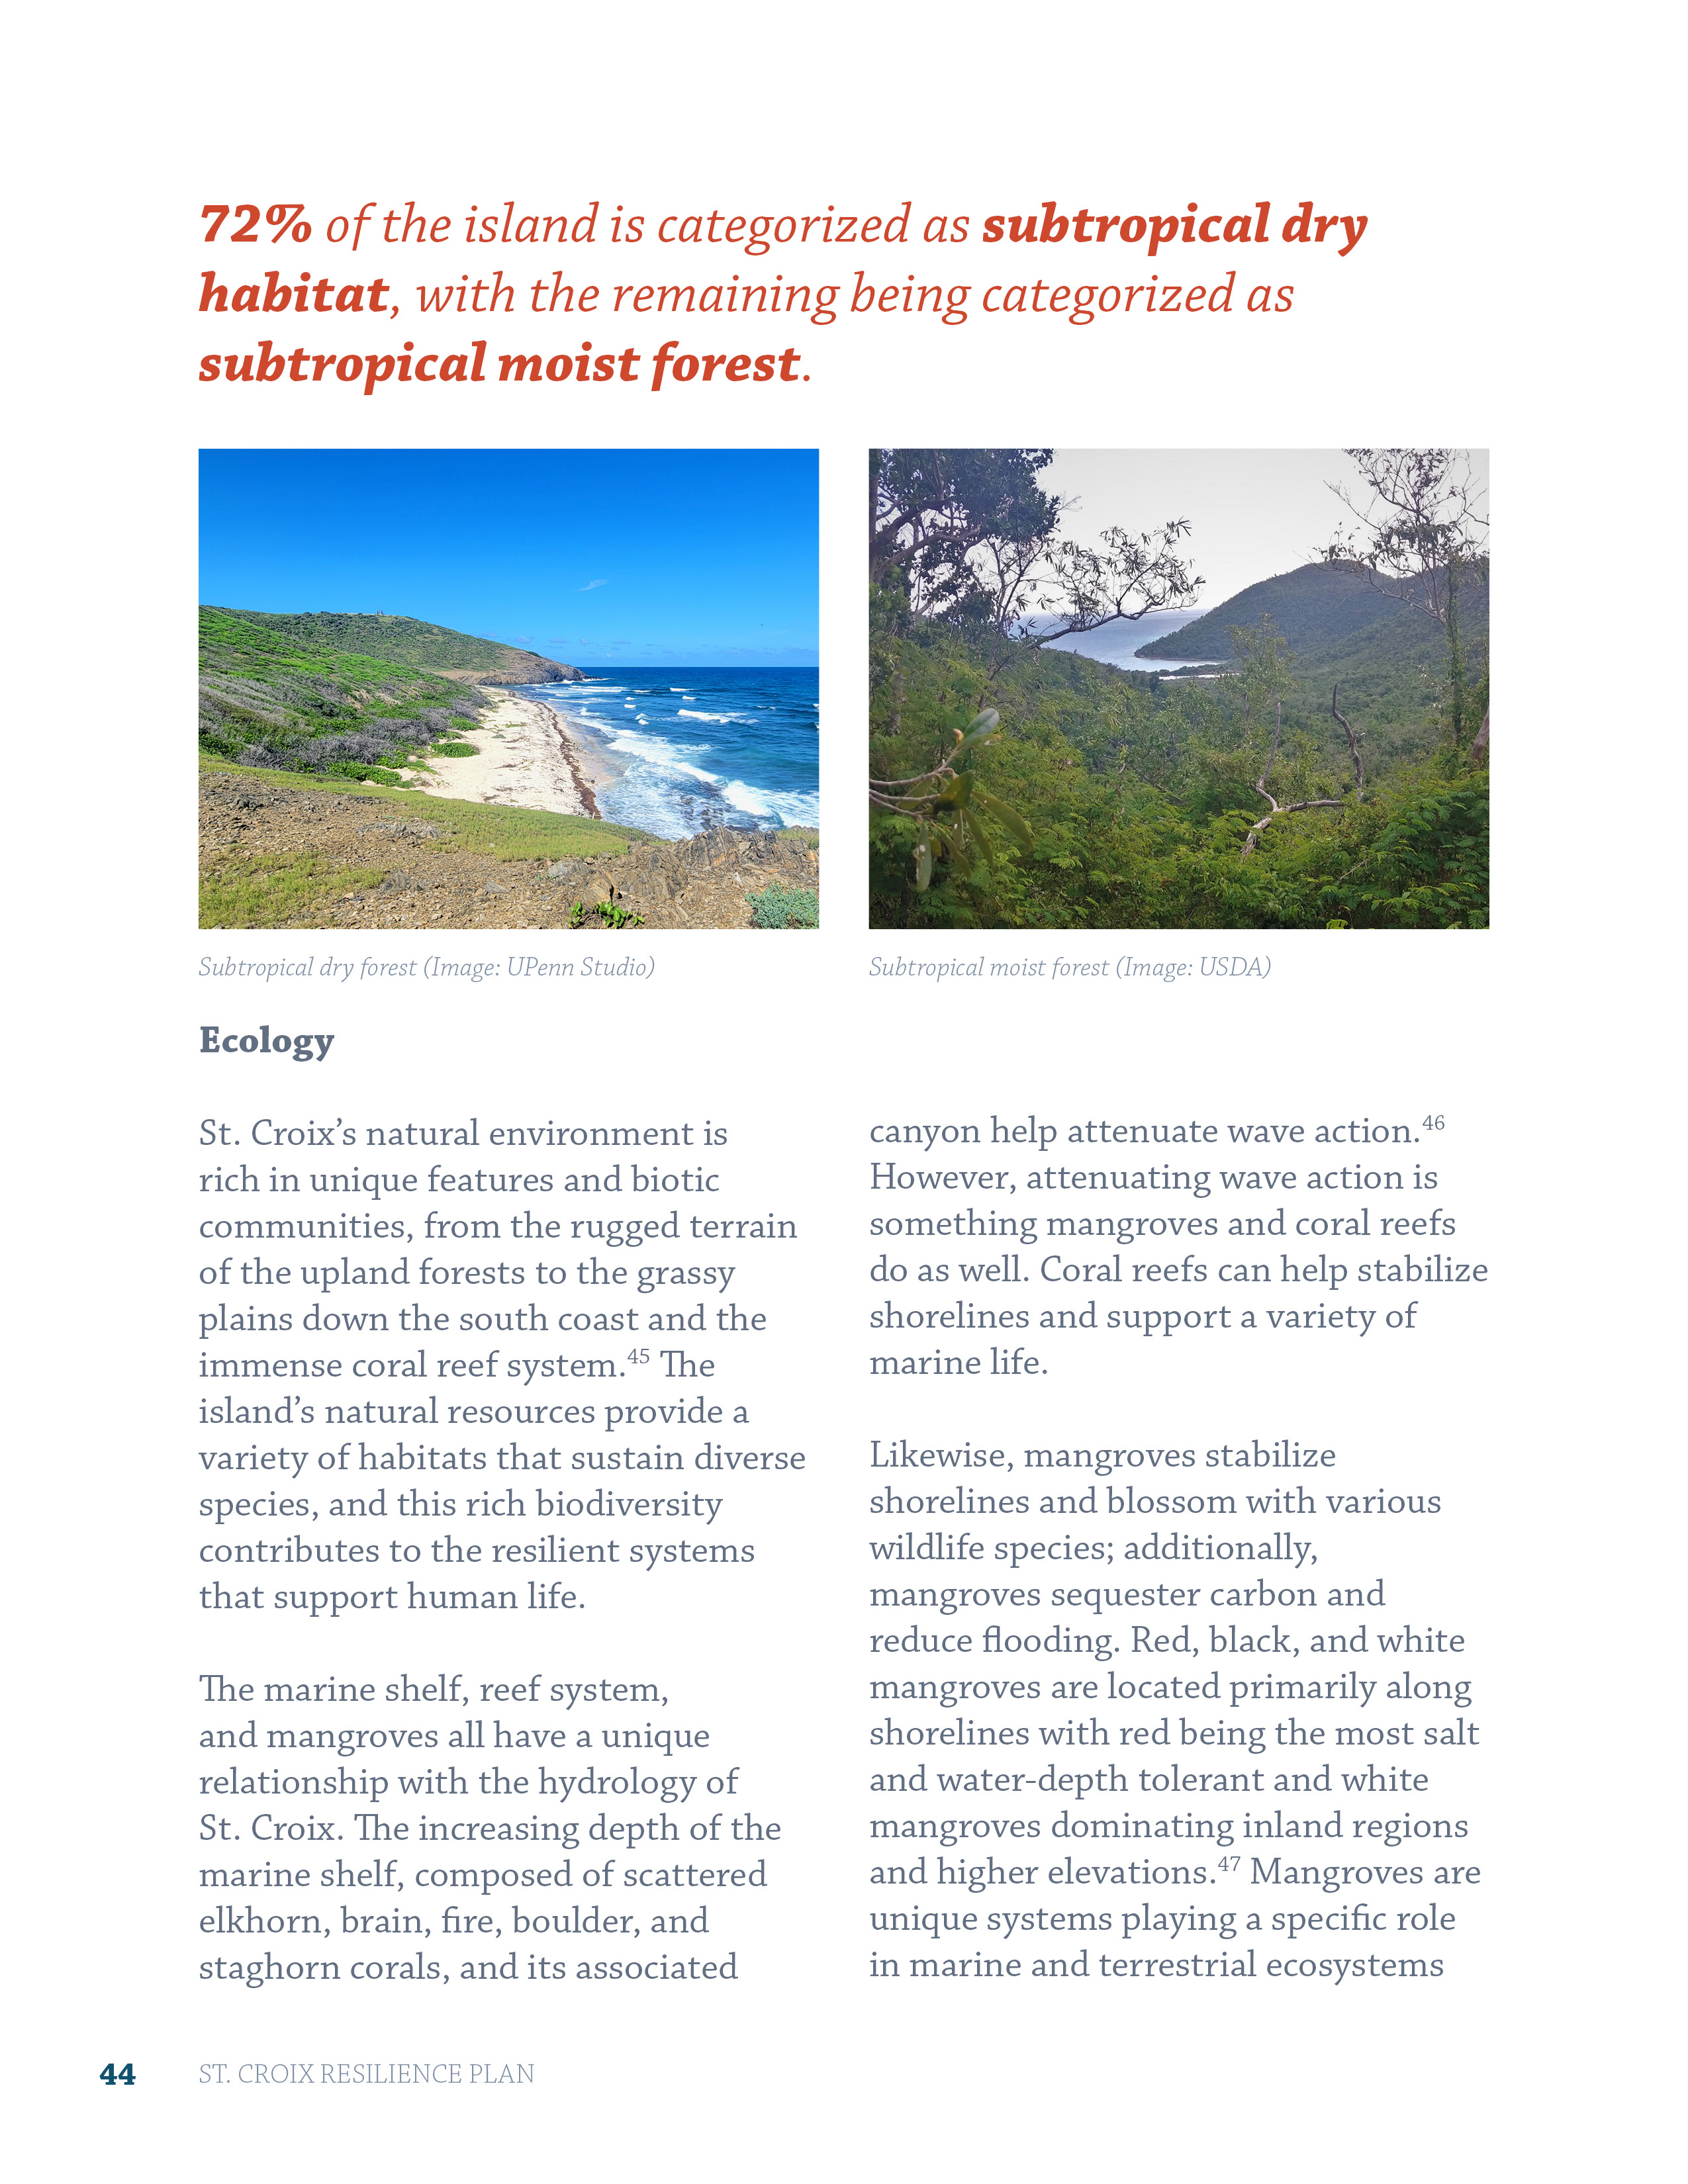 72% of the island is categorized as subtropical dry
habitat, with the remaining being categorized as
subtropical moist forest.
Subtropical dry forest (Image: UPenn Studio)
Subtropical moist forest (Image: USDA)
Ecology
St. Croix’s natural environment is
rich in unique features and biotic
communities, from the rugged terrain
of the upland forests to the grassy
plains down the south coast and the
immense coral reef system.45 The
island’s natural resources provide a
variety of habitats that sustain diverse
species, and this rich biodiversity
contributes to the resilient systems
that support human life.
The marine shelf, reef system,
and mangroves all have a unique
relationship with the hydrology of
St. Croix. The increasing depth of the
marine shelf, composed of scattered
elkhorn, brain, fire, boulder, and
staghorn corals, and its associated
canyon help attenuate wave action.46
However, attenuating wave action is
something mangroves and coral reefs
do as well. Coral reefs can help stabilize
shorelines and support a variety of
marine life.
Likewise, mangroves stabilize
shorelines and blossom with various
wildlife species; additionally,
mangroves sequester carbon and
reduce flooding. Red, black, and white
mangroves are located primarily along
shorelines with red being the most salt
and water-depth tolerant and white
mangroves dominating inland regions
and higher elevations.47 Mangroves are
unique systems playing a specific role
in marine and terrestrial ecosystems
44 ST. CROIX RESILIENCE PLAN